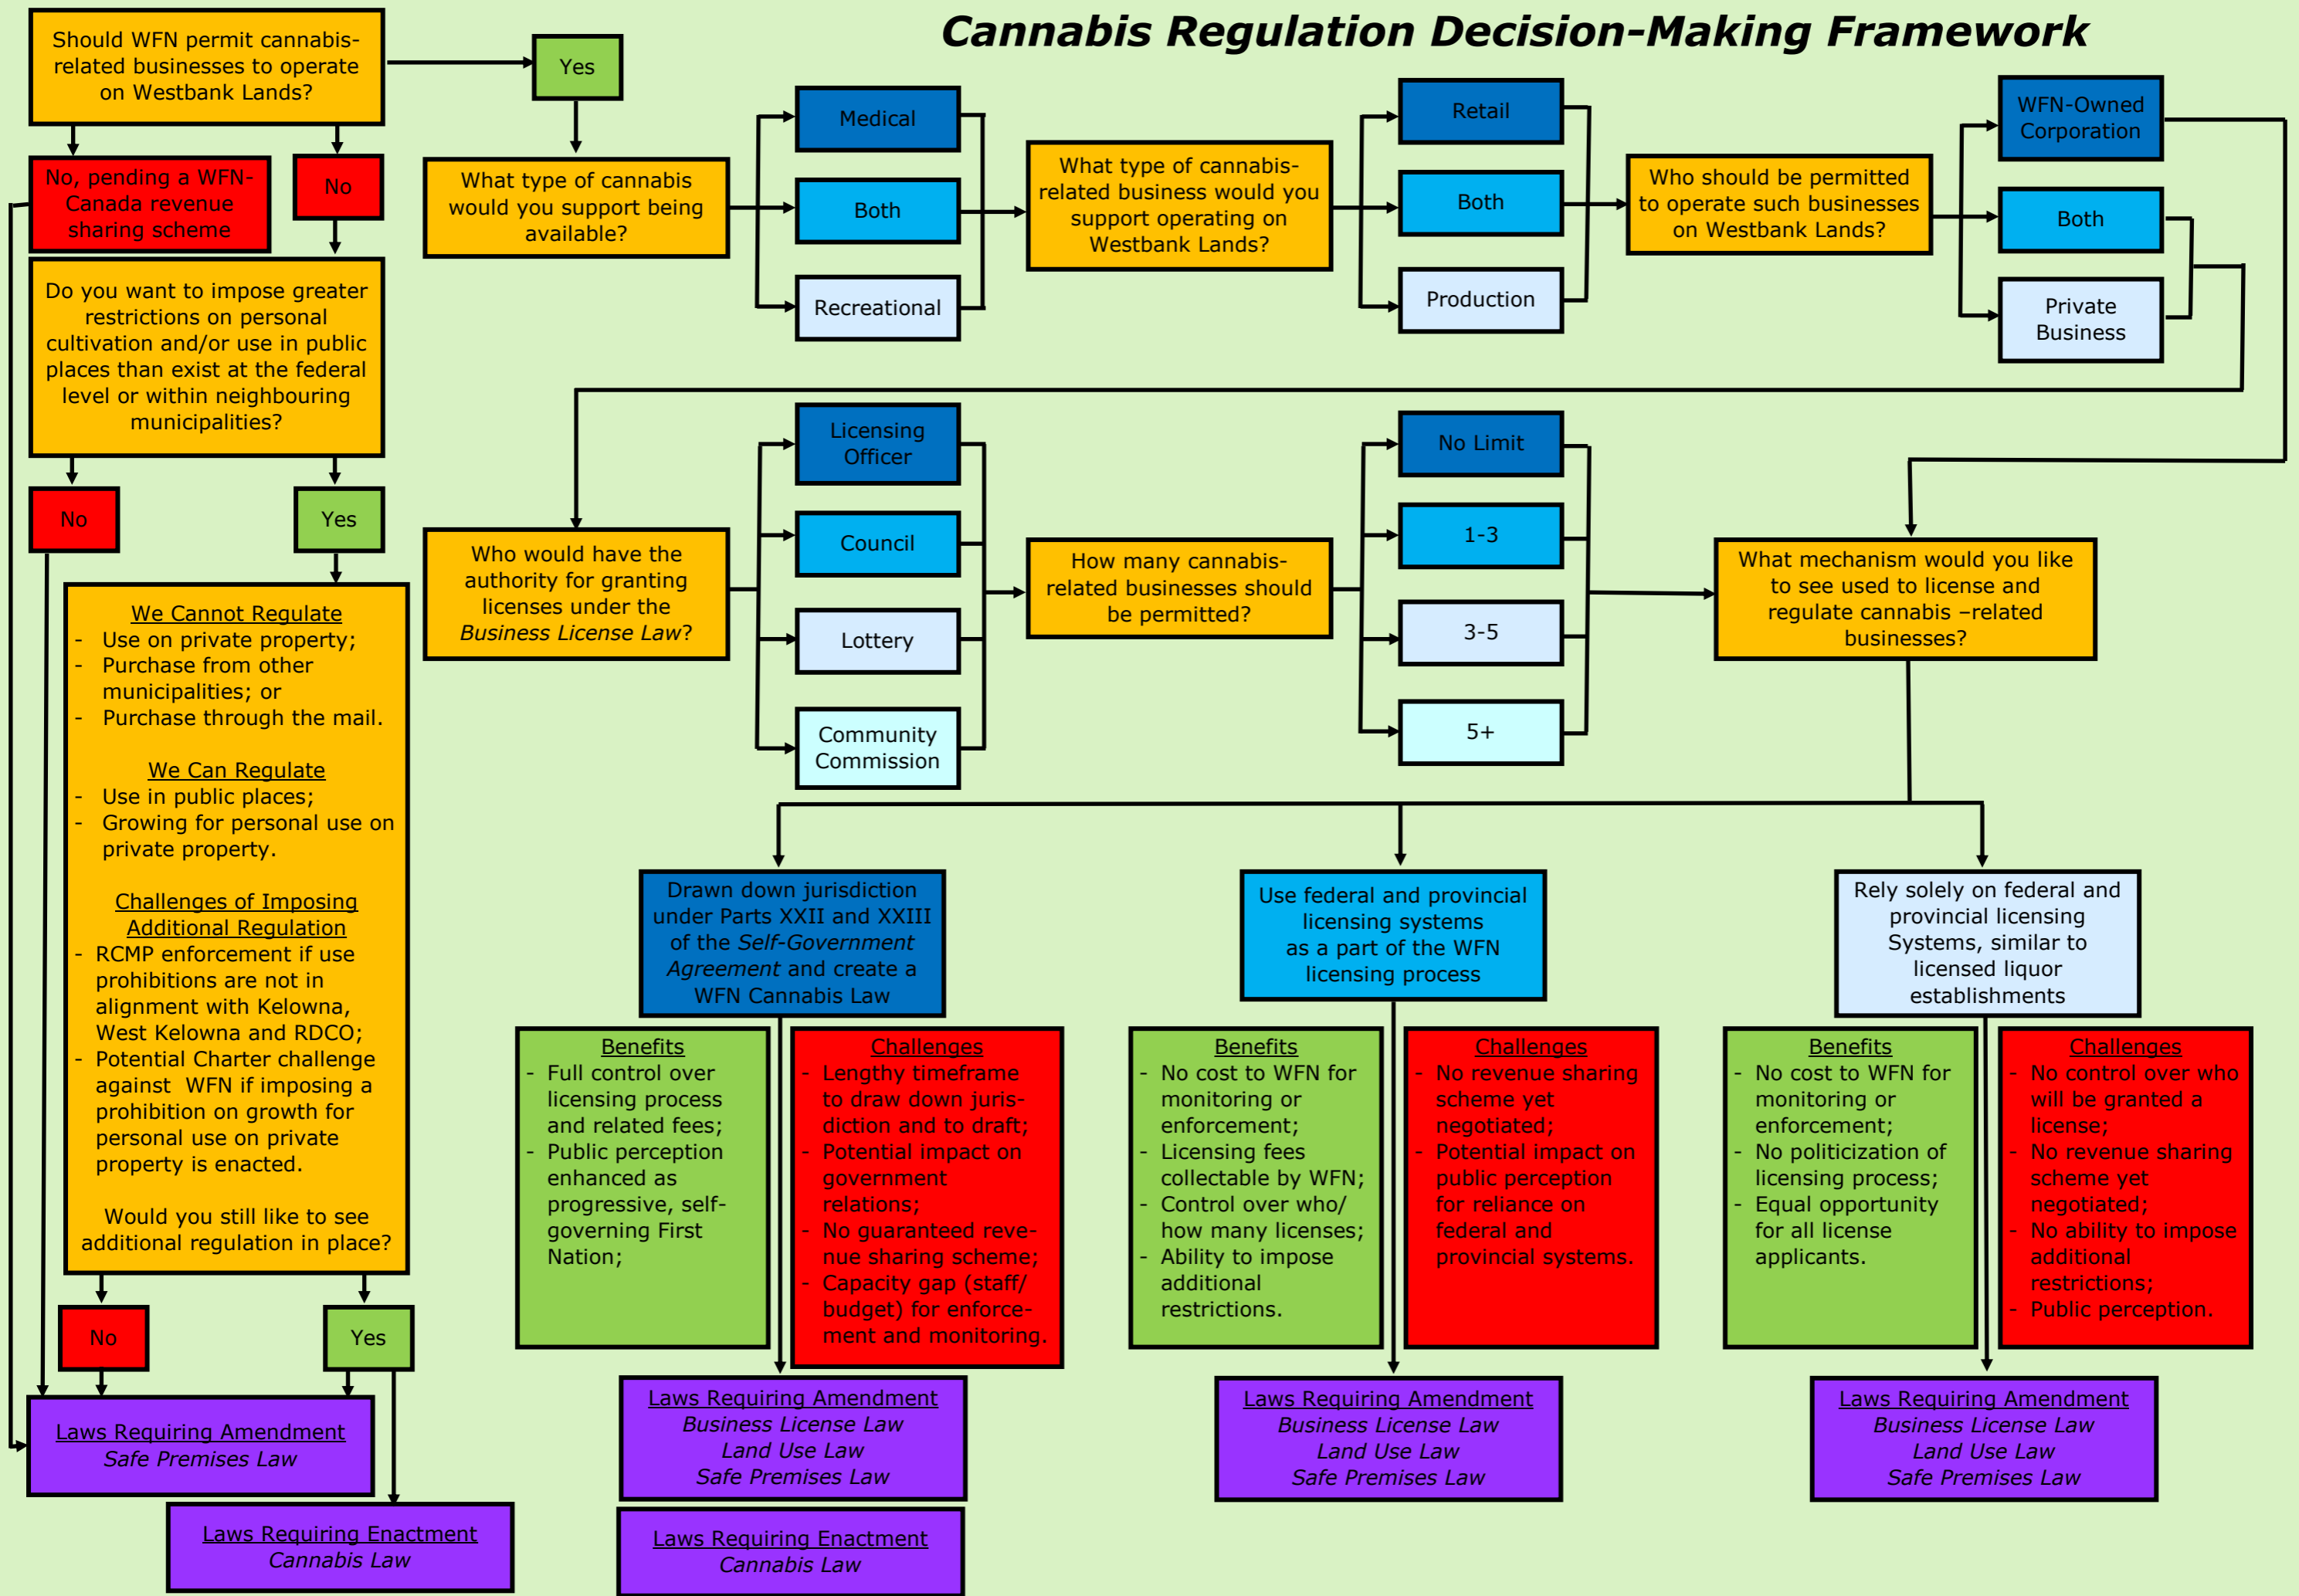 Cannabis Regulation Decision-Making Framework
Should WFN permit cannabis-
related businesses to operate
on Westbank Lands?
Yes
No, pending a WFN-
Canada revenue
sharing scheme
No
Do you want to impose greater
restrictions on personal
cultivation and/or use in public
places than exist at the federal
level or within neighbouring
municipalities?
No
Yes
We Cannot Regulate
- Use on private property;
- Purchase from other
municipalities; or
- Purchase through the mail.
We Can Regulate
- Use in public places;
- Growing for personal use on
private property.
Challenges of Imposing
Additional Regulation
- RCMP enforcement if use
prohibitions are not in
alignment with Kelowna,
West Kelowna and RDCO;
- Potential Charter challenge
against WFN if imposing a
prohibition on growth for
personal use on private
property is enacted.
Would you still like to see
additional regulation in place?
No
Yes
Laws Requiring Amendment
Safe Premises Law
Laws Requiring Enactment
Cannabis Law
What type of cannabis
would you support being
available?
Medical
Both
Recreational
What type of cannabis-
related business would you
support operating on
Westbank Lands?
Retail
Both
Production
Who should be permitted
to operate such businesses
on Westbank Lands?
WFN-Owned
Corporation
Both
Private
Business
Who would have the
authority for granting
licenses under the
Business License Law?
Licensing
Officer
Council
Lottery
Community
Commission
How many cannabis-
related businesses should
be permitted?
No Limit
1-3
3-5
5+
What mechanism would you like
to see used to license and
regulate cannabis –related
businesses?
Drawn down jurisdiction
under Parts XXII and XXIII
of the Self-Government
Agreement and create a
WFN Cannabis Law
Benefits
- Full control over
licensing process
and related fees;
- Public perception
enhanced as
progressive, self-
governing First
Nation;
Challenges
- Lengthy timeframe
to draw down juris-
diction and to draft;
- Potential impact on
government
relations;
- No guaranteed reve-
nue sharing scheme;
- Capacity gap (staff/
budget) for enforce-
ment and monitoring.
Laws Requiring Amendment
Business License Law
Land Use Law
Safe Premises Law
Laws Requiring Enactment
Cannabis Law
Use federal and provincial
licensing systems
as a part of the WFN
licensing process
Benefits
- No cost to WFN for
monitoring or
enforcement;
- Licensing fees
collectable by WFN;
- Control over who/
how many licenses;
- Ability to impose
additional
restrictions.
Challenges
- No revenue sharing
scheme yet
negotiated;
- Potential impact on
public perception
for reliance on
federal and
provincial systems.
Laws Requiring Amendment
Business License Law
Land Use Law
Safe Premises Law
Rely solely on federal and
provincial licensing
Systems, similar to
licensed liquor
establishments
Benefits
- No cost to WFN for
monitoring or
enforcement;
- No politicization of
licensing process;
- Equal opportunity
for all license
applicants.
Challenges
- No control over who
will be granted a
license;
- No revenue sharing
scheme yet
negotiated;
- No ability to impose
additional
restrictions;
- Public perception.
Laws Requiring Amendment
Business License Law
Land Use Law
Safe Premises Law